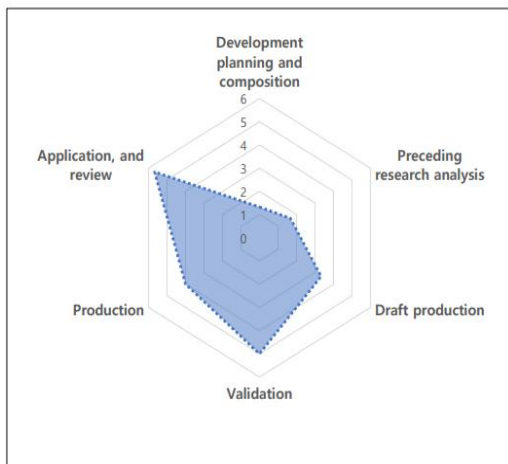 Development
planning and
composition
6
5
4
3
2
1
0
Application, and
review
Preceding
research analysis
Production
Draft production
Validation